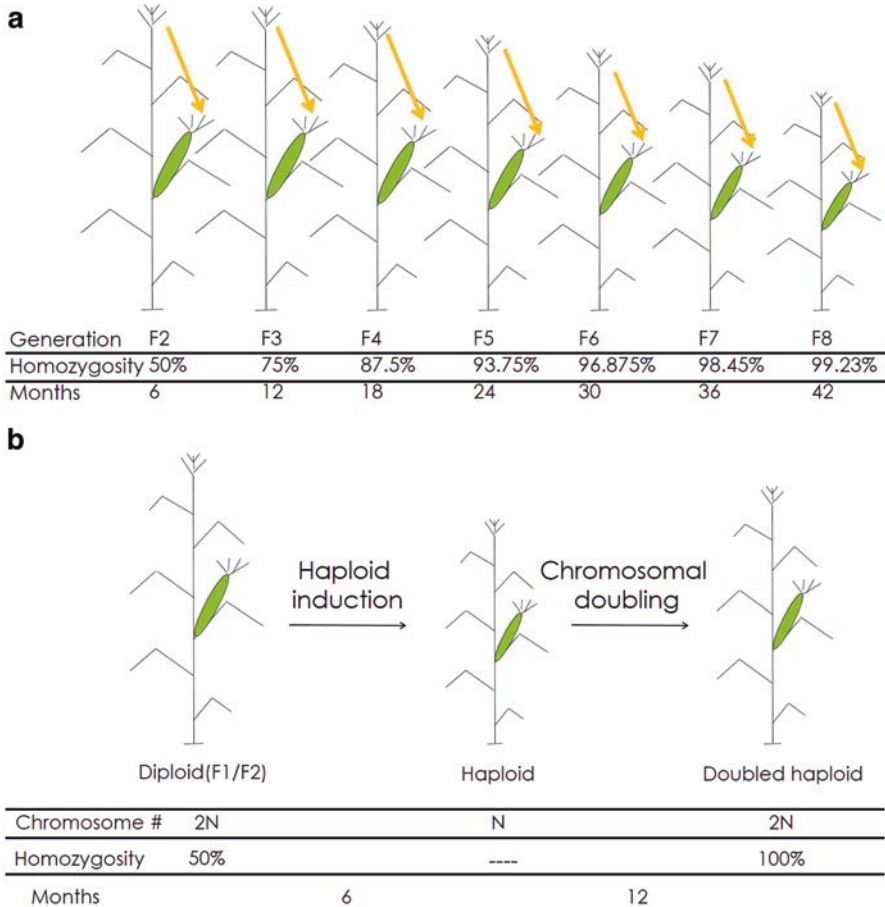 a
Generation F2 F3 F4 F5 F6 F7 F8
Homozygosity 50% 75% 87.5% 93.75% 96.875% 98.45% 99.23%
Months 6 12 18 24 30 36 42
b
Haploid
induction
Chromosomal
doubling
Diploid(F1/F2) Haploid Doubled haploid
Chromosome # 2N N 2N
Homozygosity 50% ---- 100%
Months 6 12